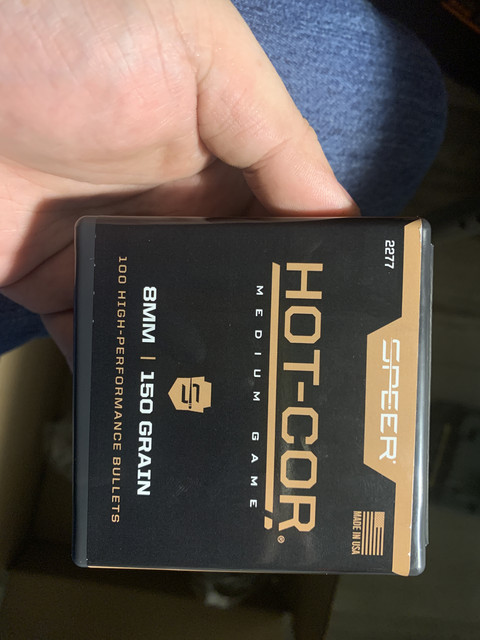 2277
SPEER
MADE IN USA
HOT-COR®
MEDIUM GAME
S
8MM | 150 GRAIN
100 HIGH-PERFORMANCE BULLETS